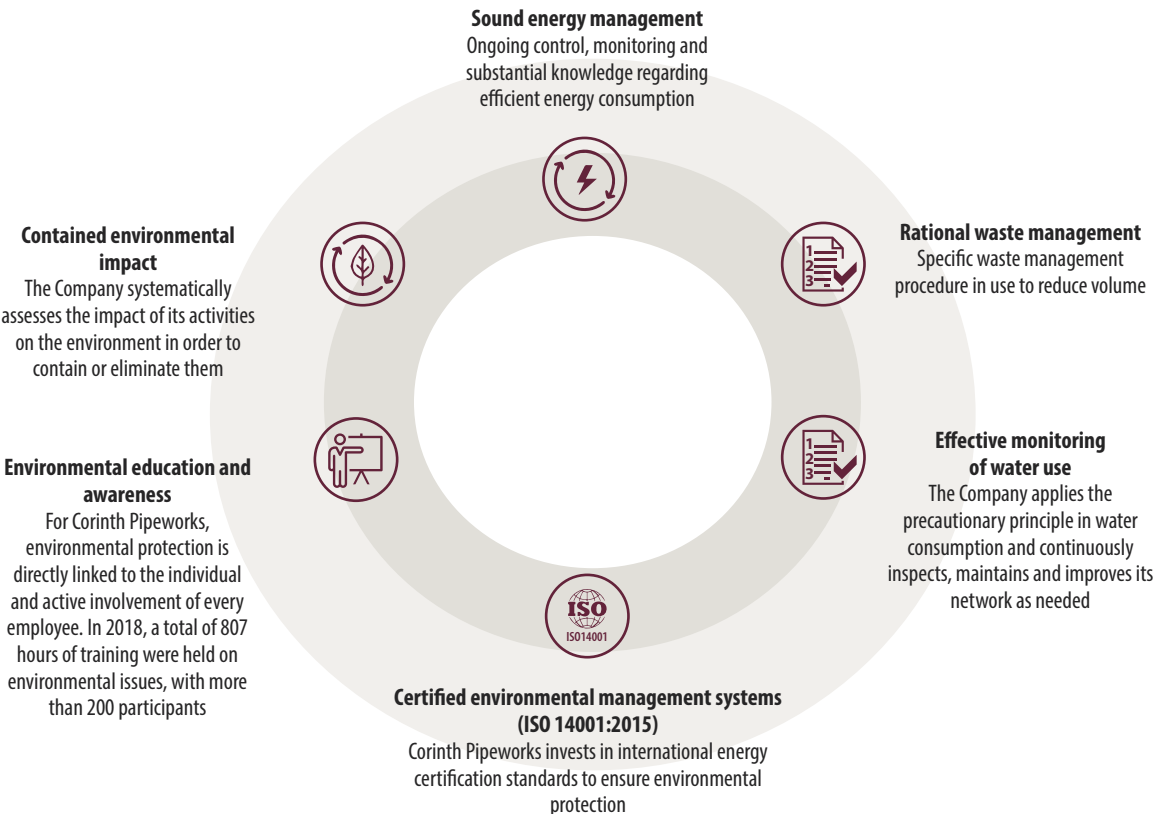 Sound energy management
Ongoing control, monitoring and
substantial knowledge regarding
efficient energy consumption
Rational waste management
Specific waste management
procedure in use to reduce volume
1
2
3
Effective monitoring
of water use
The Company applies the
precautionary principle in water
consumption and continuously
inspects, maintains and improves its
network as needed
1
2
3
ISO
ISO14001
Certified environmental management systems
(ISO 14001:2015)
Corinth Pipeworks invests in international energy
certification standards to ensure environmental
protection
Environmental education and
awareness
For Corinth Pipeworks,
environmental protection is
directly linked to the individual
and active involvement of every
employee. In 2018, a total of 807
hours of training were held on
environmental issues, with more
than 200 participants
Contained environmental
impact
The Company systematically
assesses the impact of its activities
on the environment in order to
contain or eliminate them